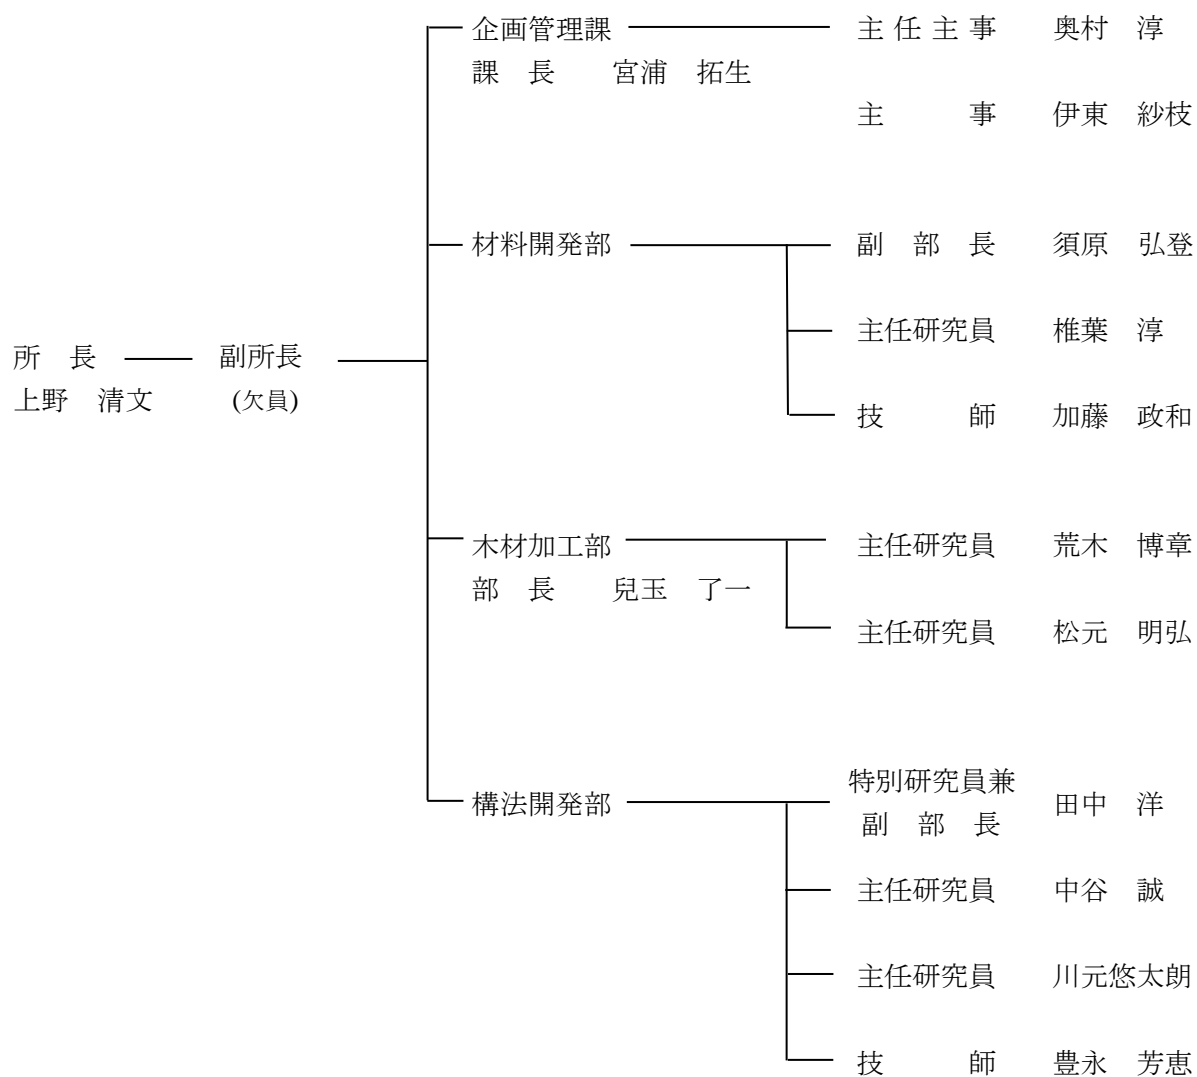 企画管理課 主任主事 奥村 淳
課 長 宮浦 拓生
主 事 伊東 紗枝
材料開発部 副 部 長 須原 弘登
主任研究員 椎葉 淳
所 長 副所長
上野 清文 (欠員)
技 師 加藤 政和
木材加工部 主任研究員 荒木 博章
部 長 兒玉 了一
主任研究員 松元 明弘
特別研究員兼
構法開発部 副 部 長 田中 洋
主任研究員 中谷 誠
主任研究員 川元悠太朗
技 師 豊永 芳恵